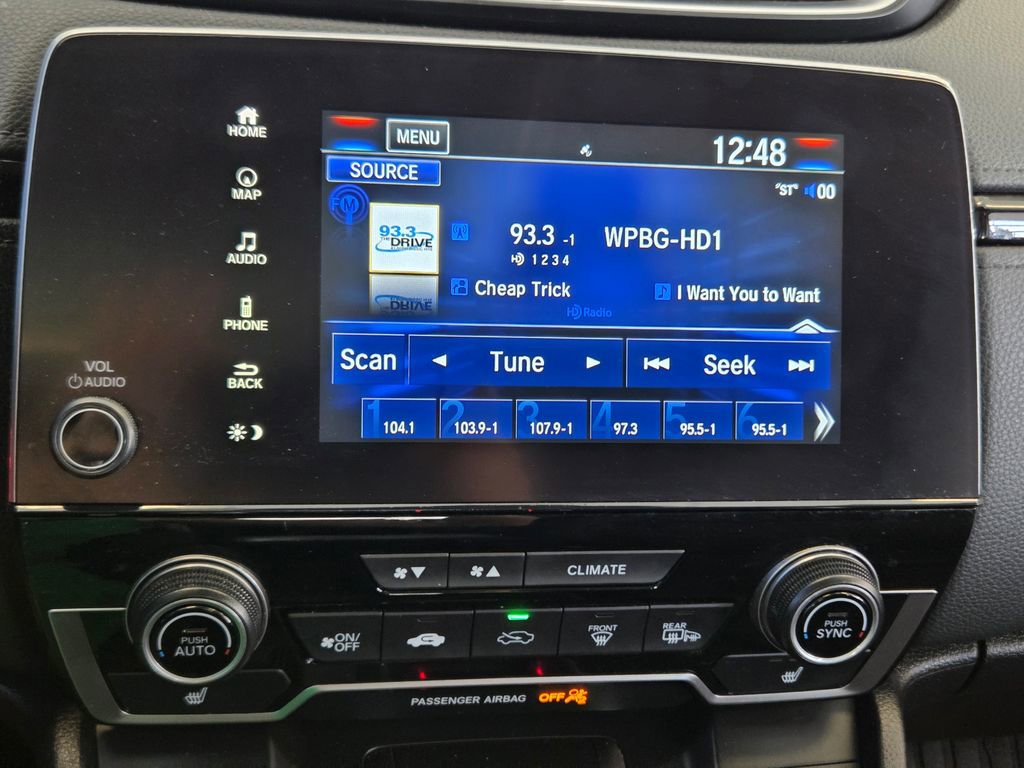 HOME
MAP
AUDIO
PHONE
BACK
VOL
AUDIO
MENU
12:48
SOURCE
"ST" 00
FM
93.3
THE DRIVE
93.3 -1 WPBG-HD1
HD 1 2 3 4
Cheap Trick I Want You to Want
HD Radio
Scan Tune Seek
1 2 3 4 5 6
104.1 103.9-1 107.9-1 97.3 95.5-1 95.5-1
CLIMATE
PUSH AUTO
ON/OFF
FRONT
REAR
PUSH SYNC
PASSENGER AIRBAG OFF